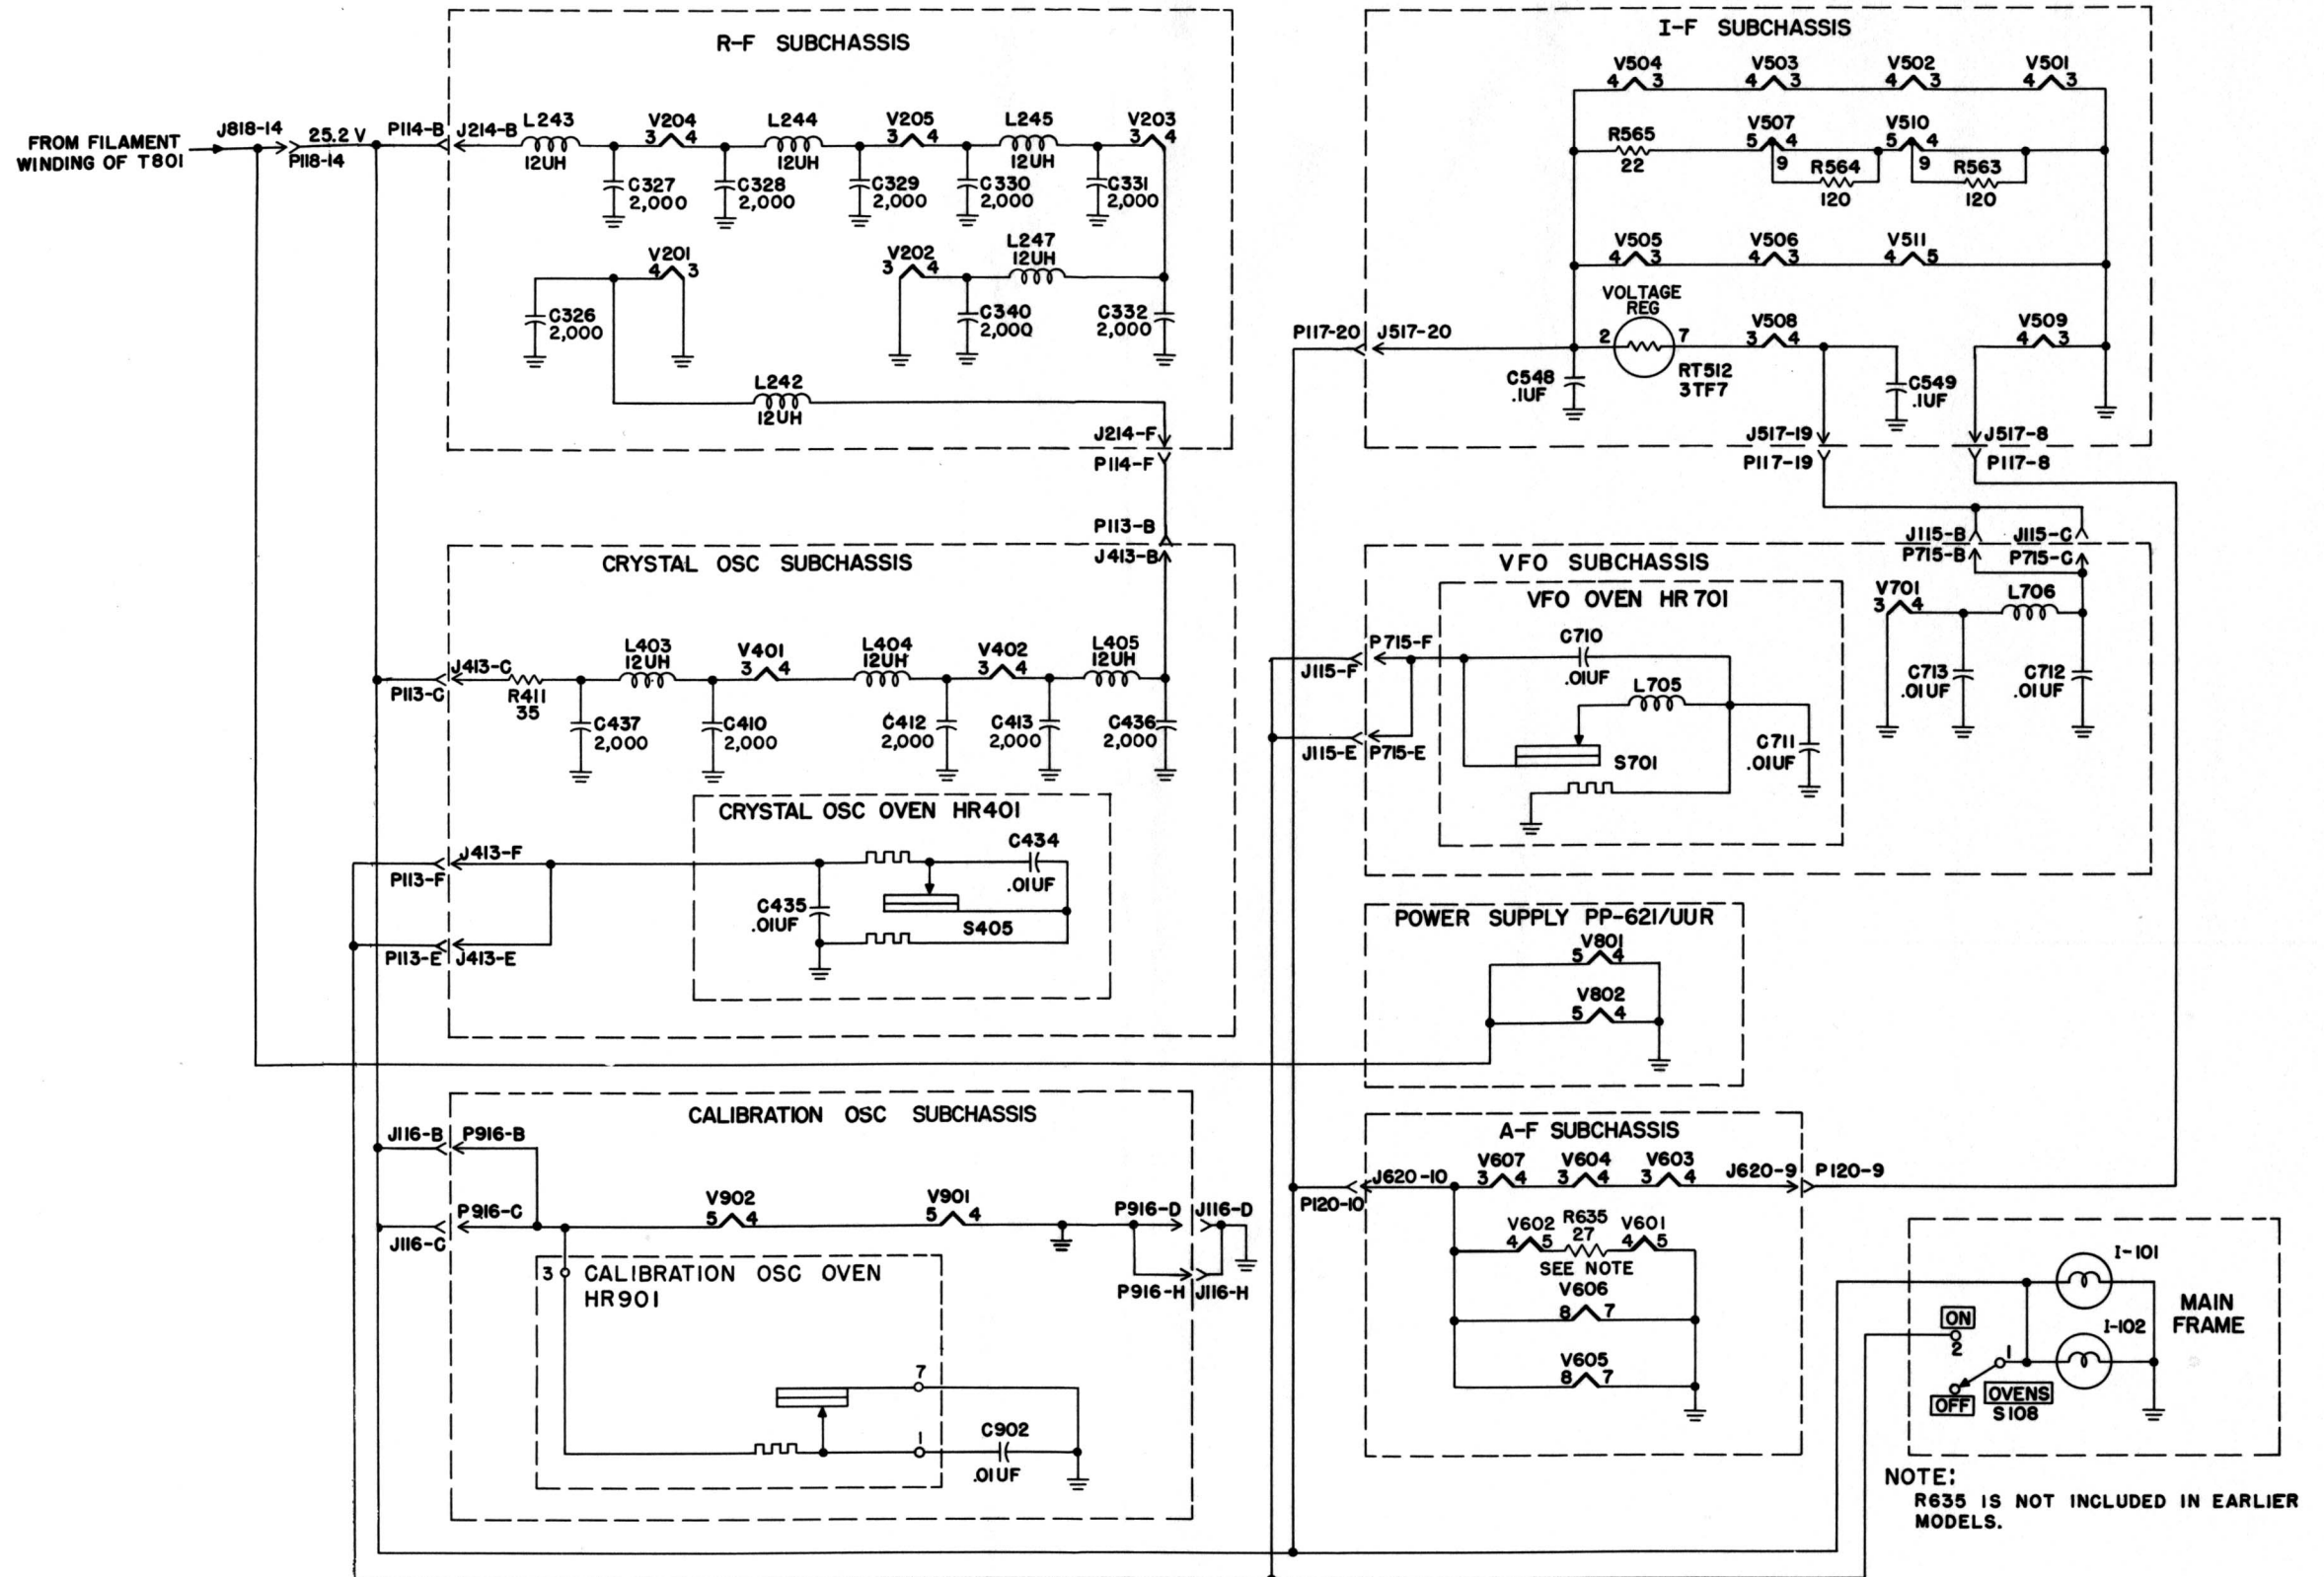 R-F SUBCHASSIS
FROM FILAMENT
WINDING OF T801
J818-14
25.2 V
P118-14
P114-B
J214-B
L243
12UH
V204
3 4
L244
12UH
V205
3 4
L245
12UH
V203
3 4
C327
2,000
C328
2,000
C329
2,000
C330
2,000
C331
2,000
V201
4 3
V202
3 4
L247
12UH
C326
2,000
C340
2,000
C332
2,000
L242
12UH
J214-F
P114-F
P113-B
J413-B
CRYSTAL OSC SUBCHASSIS
J413-C
P113-C
R411
35
L403
12UH
V401
3 4
L404
12UH
V402
3 4
L405
12UH
C437
2,000
C410
2,000
C412
2,000
C413
2,000
C436
2,000
CRYSTAL OSC OVEN HR401
J413-F
P113-F
C434
.01UF
C435
.01UF
S405
P113-E
J413-E
CALIBRATION OSC SUBCHASSIS
J116-B
P916-B
P916-C
J116-C
V902
5 4
V901
5 4
P916-D
J116-D
P916-H
J116-H
3
CALIBRATION OSC OVEN
HR901
7
1
C902
.01UF
I-F SUBCHASSIS
V504
4 3
V503
4 3
V502
4 3
V501
4 3
R565
22
V507
5 4
9
R564
120
V510
5 4
9
R563
120
V505
4 3
V506
4 3
V511
4 5
VOLTAGE
REG
2
7
RT512
3TF7
V508
3 4
V509
4 3
P117-20
J517-20
C548
.1UF
C549
.1UF
J517-19
P117-19
J517-8
P117-8
J115-B
J115-C
P715-B
P715-C
VFO SUBCHASSIS
VFO OVEN HR701
P715-F
J115-F
C710
.01UF
L705
S701
C711
.01UF
J115-E
P715-E
V701
3 4
L706
C713
.01UF
C712
.01UF
POWER SUPPLY PP-621/UUR
V801
5 4
V802
5 4
A-F SUBCHASSIS
J620-10
P120-10
V607
3 4
V604
3 4
V603
3 4
J620-9
P120-9
V602
4 5
R635
27
V601
4 5
SEE NOTE
V606
8 7
V605
8 7
I-101
I-102
MAIN
FRAME
ON
2
1
OFF
OVENS
S108
NOTE:
R635 IS NOT INCLUDED IN EARLIER
MODELS.